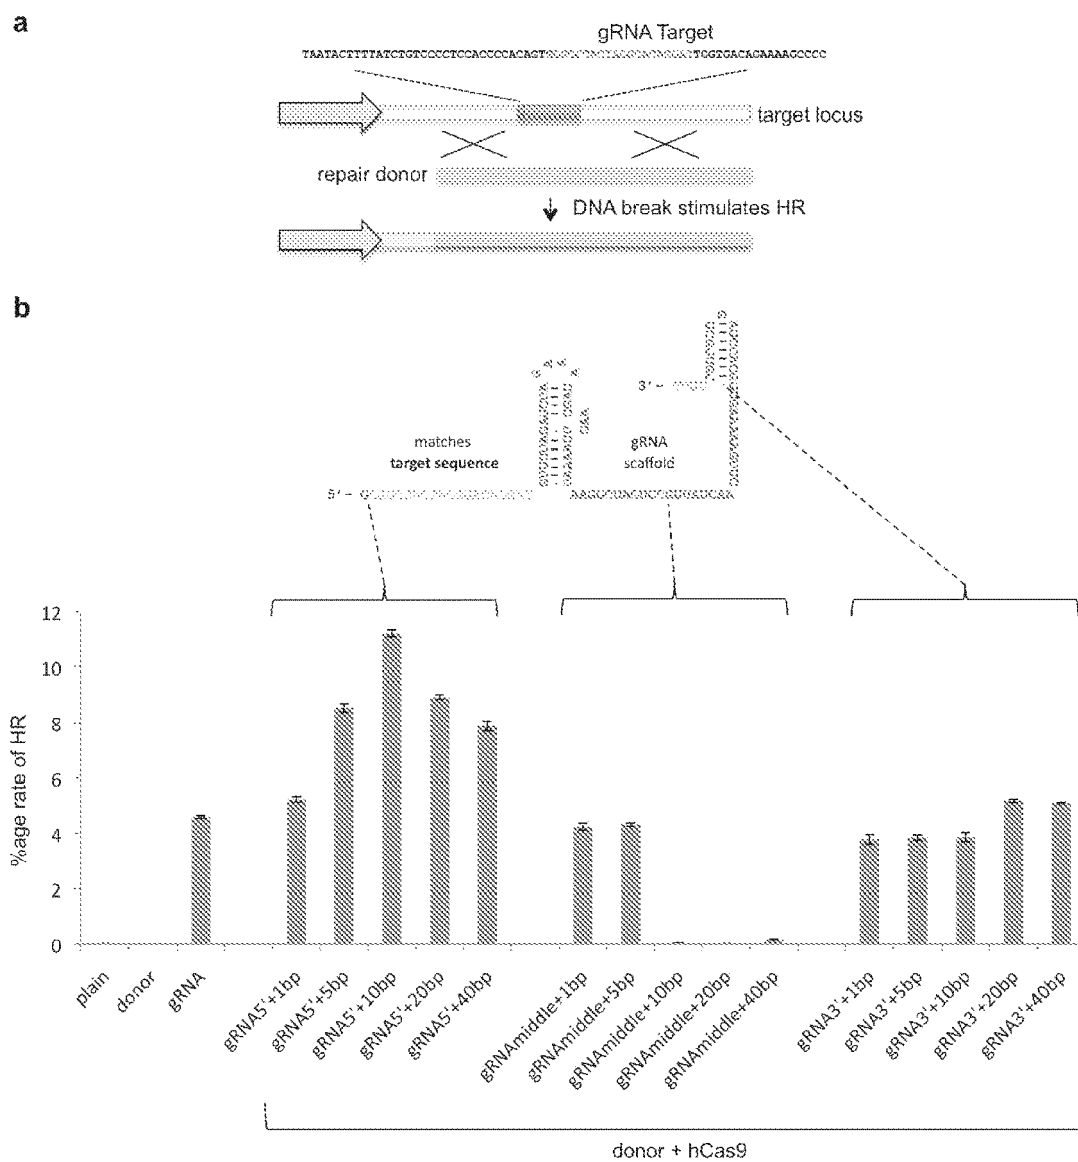 a
gRNA Target
target locus
repair donor
DNA break stimulates HR
b
3'–
matches
target sequence
gRNA
scaffold
5'–
%age rate of HR
12
10
8
6
4
2
0
plain
donor
gRNA
gRNA5'+1bp
gRNA5'+5bp
gRNA5'+10bp
gRNA5'+20bp
gRNA5'+40bp
gRNAmiddle+1bp
gRNAmiddle+5bp
gRNAmiddle+10bp
gRNAmiddle+20bp
gRNAmiddle+40bp
gRNA3'+1bp
gRNA3'+5bp
gRNA3'+10bp
gRNA3'+20bp
gRNA3'+40bp
donor + hCas9